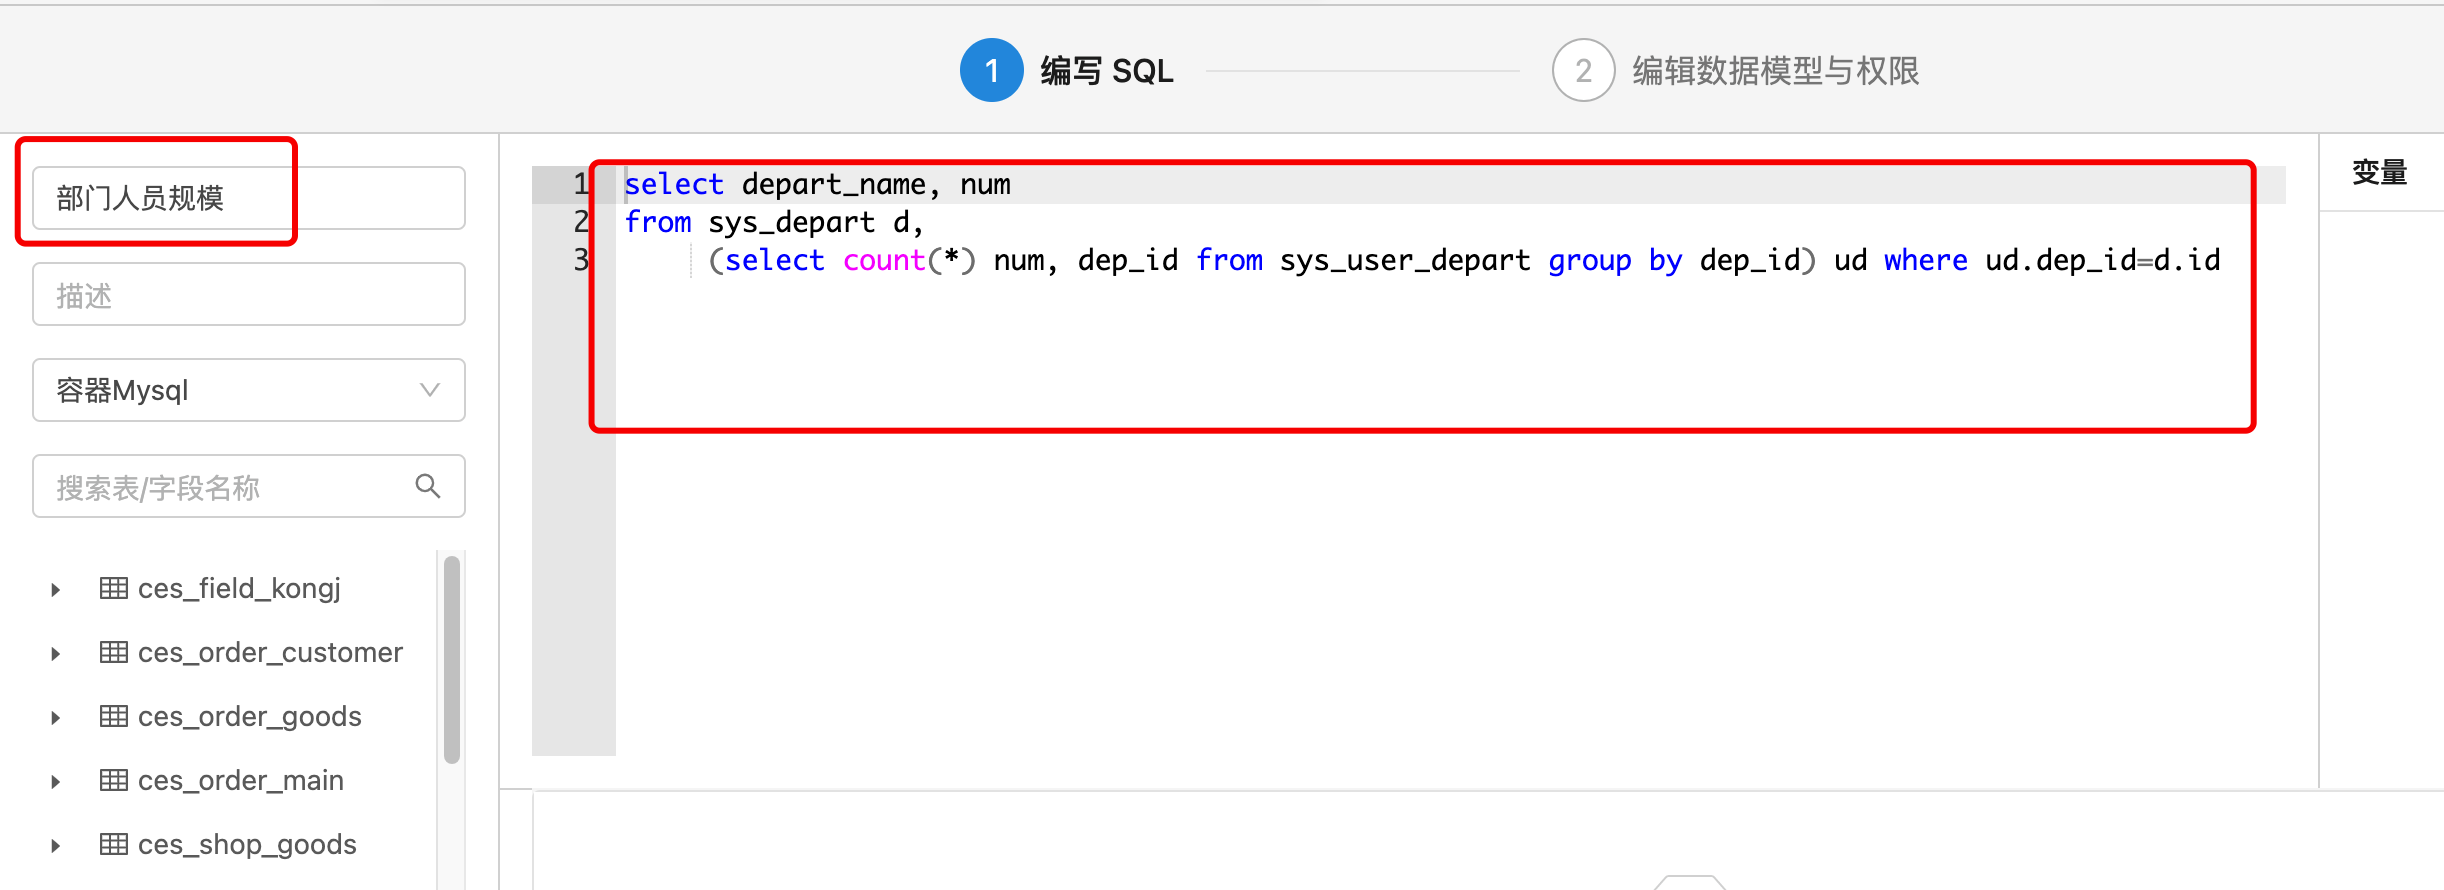 1 编写 SQL
2 编辑数据模型与权限
部门人员规模
描述
容器Mysql
搜索表/字段名称
ces_field_kongj
ces_order_customer
ces_order_goods
ces_order_main
ces_shop_goods
1 select depart_name, num
2 from sys_depart d,
3 (select count(*) num, dep_id from sys_user_depart group by dep_id) ud where ud.dep_id=d.id
变量